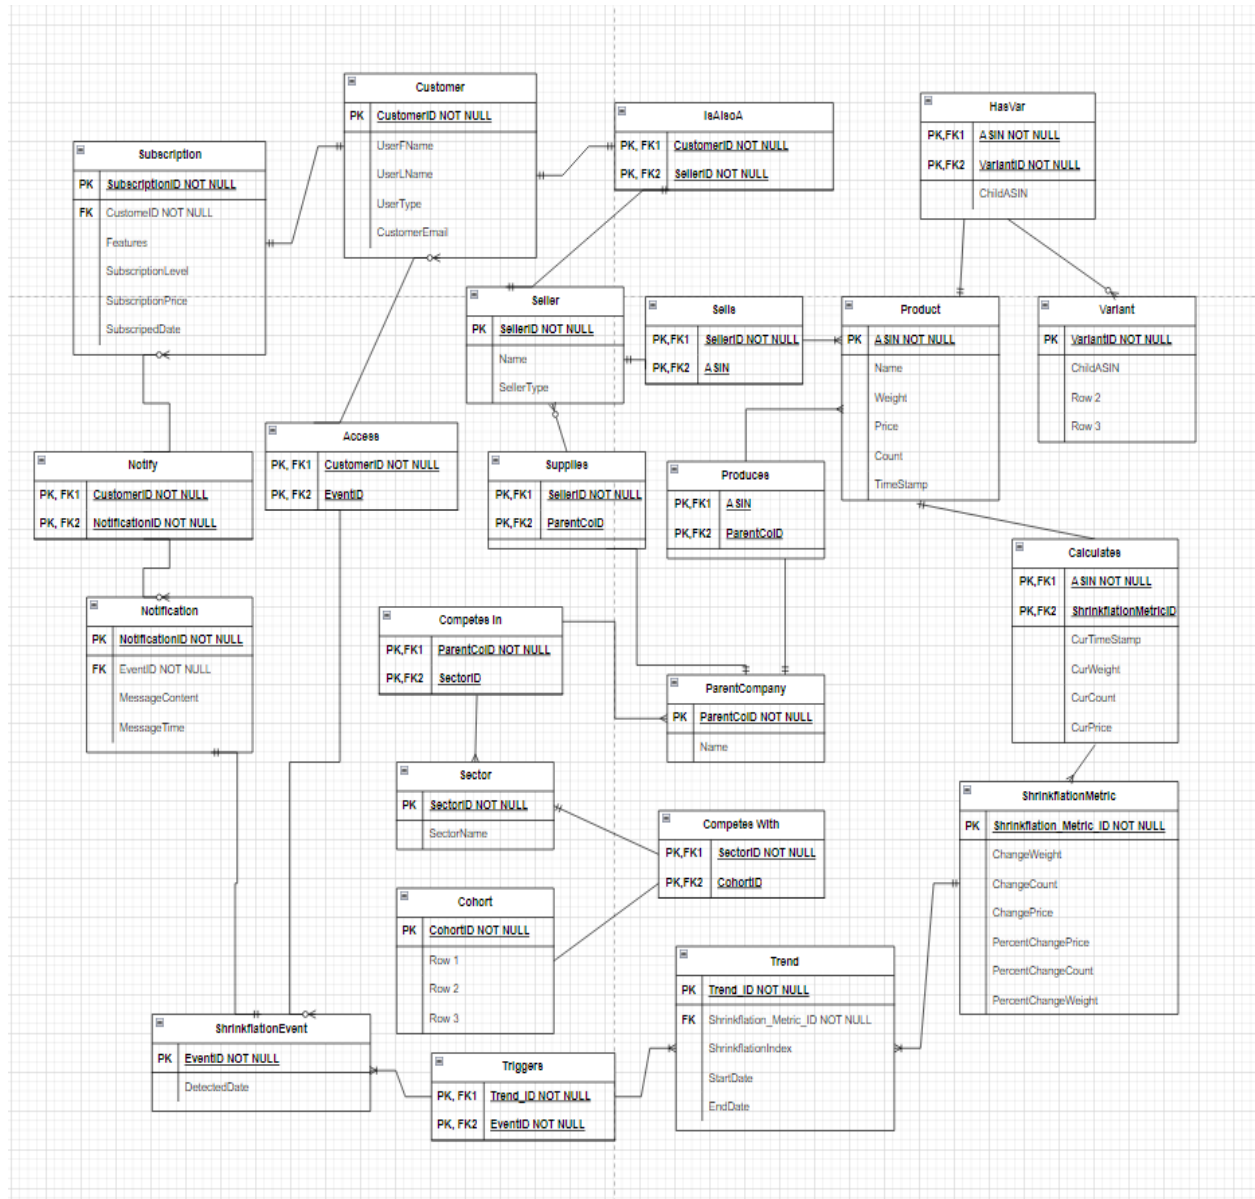 Customer
PK CustomerID NOT NULL
UserFName
UserLName
UserType
CustomerEmail
Subscription
PK SubscriptionID NOT NULL
FK CustomeID NOT NULL
Features
SubscriptionLevel
SubscriptionPrice
SubscripedDate
IsAlsoA
PK, FK1 CustomerID NOT NULL
PK, FK2 SellerID NOT NULL
HasVar
PK,FK1 ASIN NOT NULL
PK,FK2 VariantID NOT NULL
ChildASIN
Seller
PK SellerID NOT NULL
Name
SellerType
Sells
PK,FK1 SellerID NOT NULL
PK,FK2 ASIN
Product
PK ASIN NOT NULL
Name
Weight
Price
Count
TimeStamp
Variant
PK VariantID NOT NULL
ChildASIN
Row 2
Row 3
Notify
PK, FK1 CustomerID NOT NULL
PK, FK2 NotificationID NOT NULL
Access
PK, FK1 CustomerID NOT NULL
PK, FK2 EventID
Supplies
PK,FK1 SellerID NOT NULL
PK,FK2 ParentCoID
Produces
PK,FK1 ASIN
PK,FK2 ParentCoID
Calculates
PK,FK1 ASIN NOT NULL
PK,FK2 ShrinkflationMetricID
CurTimeStamp
CurWeight
CurCount
CurPrice
Notification
PK NotificationID NOT NULL
FK EventID NOT NULL
MessageContent
MessageTime
Competes In
PK,FK1 ParentCoID NOT NULL
PK,FK2 SectorID
ParentCompany
PK ParentCoID NOT NULL
Name
Sector
PK SectorID NOT NULL
SectorName
Competes With
PK,FK1 SectorID NOT NULL
PK,FK2 CohortID
ShrinkflationMetric
PK Shrinkflation_Metric_ID NOT NULL
ChangeWeight
ChangeCount
ChangePrice
PercentChangePrice
PercentChangeCount
PercentChangeWeight
Cohort
PK CohortID NOT NULL
Row 1
Row 2
Row 3
Trend
PK Trend_ID NOT NULL
FK Shrinkflation_Metric_ID NOT NULL
ShrinkflationIndex
StartDate
EndDate
ShrinkflationEvent
PK EventID NOT NULL
DetectedDate
Triggers
PK, FK1 Trend_ID NOT NULL
PK, FK2 EventID NOT NULL